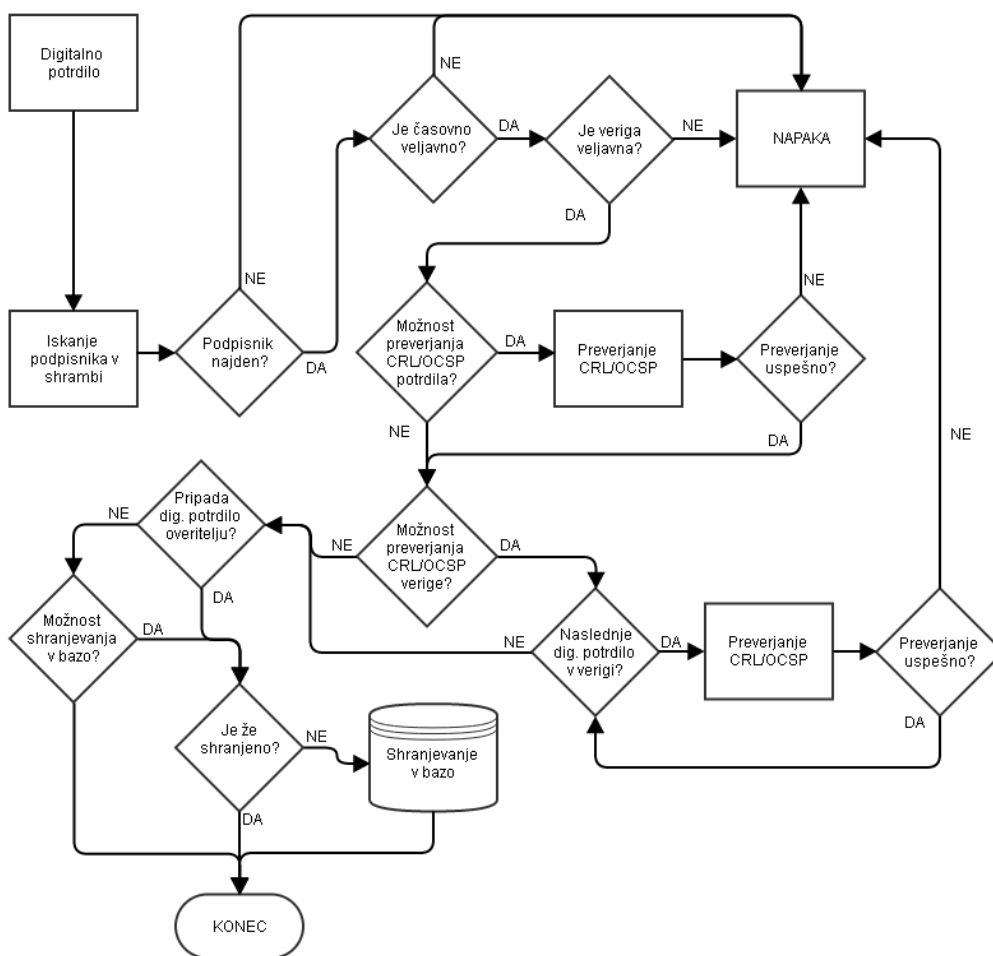 Digitalno
potrdilo
NE
Je časovno
veljavno?
DA
Je veriga
veljavna?
NE
NAPAKA
DA
NE
Iskanje
podpisnika v
shrambi
Podpisnik
najden?
DA
Možnost
preverjanja
CRL/OCSP
potrdila?
DA
Preverjanje
CRL/OCSP
NE
Preverjanje
uspešno?
NE
DA
NE
Pripada
dig. potrdilo
overitelju?
NE
Možnost
preverjanja
CRL/OCSP
verige?
NE
DA
Možnost
shranjevanja
v bazo?
DA
DA
NE
Naslednje
dig. potrdilo
v verigi?
DA
Preverjanje
CRL/OCSP
Preverjanje
uspešno?
DA
Je že
shranjeno?
NE
Shranjevanje
v bazo
DA
KONEC